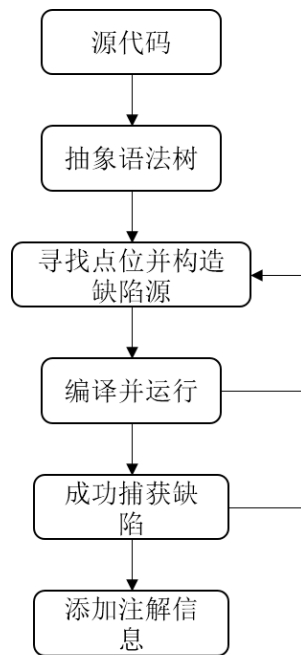 源代码
抽象语法树
寻找点位并构造
缺陷源
编译并运行
成功捕获缺
陷
添加注解信
息